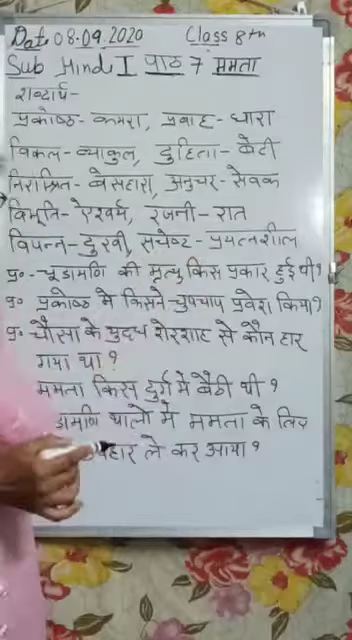 Date 08.09.2020 Class 8th
Sub Hindi I पाठ 7 ममता
शब्दार्थ-
प्रकोष्ठ- कमरा, प्रवाह- धारा
विकल- व्याकुल, दुहिता- बेटी
निराश्रित- बेसहारा, अनुचर- सेवक
विभूति- ऐश्वर्य, रजनी- रात
विपन्न- दुखी, सचेष्ट- प्रयत्नशील
प्र०- चूडामणि की मृत्यु किस प्रकार हुई थी?
प्र० प्रकोष्ठ मे किसने चुपचाप प्रवेश किया?
प्र० चौसा के युद्ध शेरशाह से कौन हार
गया था?
ममता किस दुर्ग मे बैठी थी?
डामणि थालो मे ममता के लिए
पहार ले कर आया?